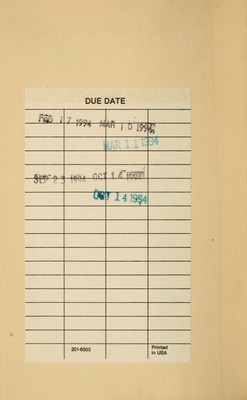 DUE DATE
FEB 17 1994 MAR 10 1994
MAR 11 1994
SEP 23 1994 OCT 14 1994
OCT 14 1994
201-6503 Printed
in USA